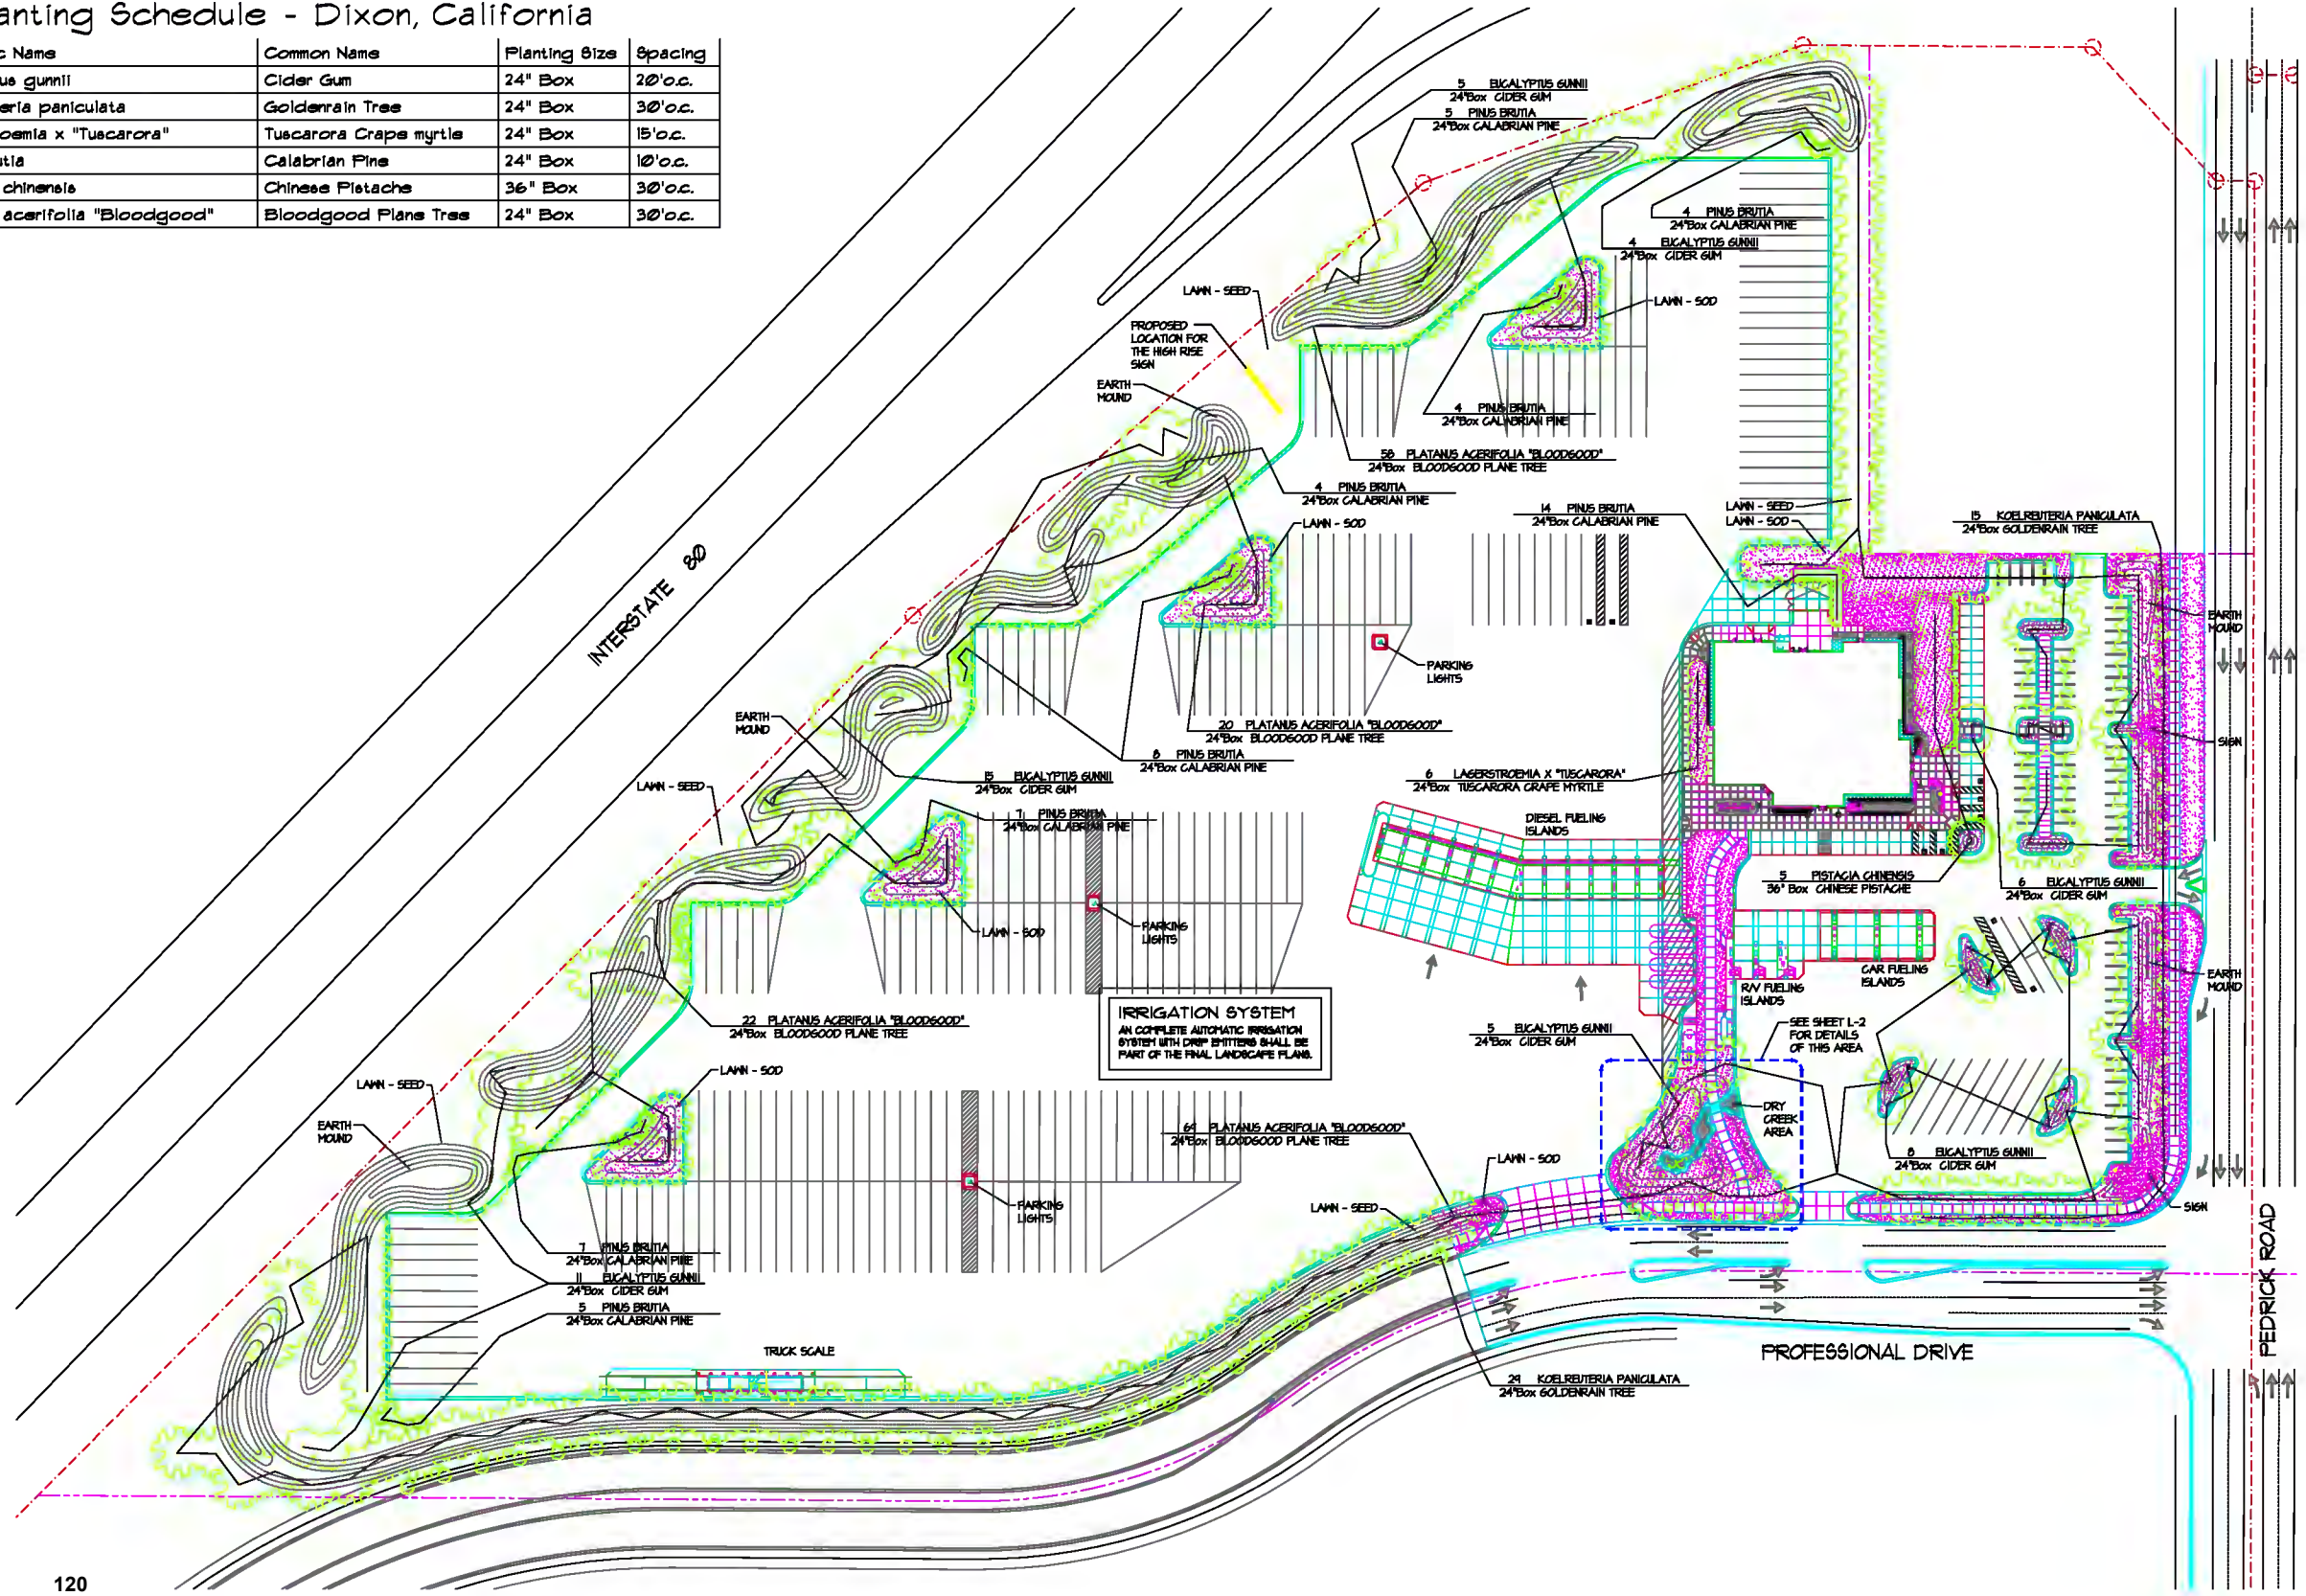 anting Schedule - Dixon, California
c Name Common Name Planting Size Spacing
us gunnii Cider Gum 24" Box 20'o.c.
eria paniculata Goldenrain Tree 24" Box 30'o.c.
oemia x "Tuscarora" Tuscarora Crape myrtle 24" Box 15'o.c.
utia Calabrian Pine 24" Box 10'o.c.
chinensis Chinese Pistache 36" Box 30'o.c.
acerifolia "Bloodgood" Bloodgood Plane Tree 24" Box 30'o.c.
5 EUCALYPTUS GUNNII
24"Box CIDER GUM
5 PINUS BRUTIA
24"Box CALABRIAN PINE
4 PINUS BRUTIA
24"Box CALABRIAN PINE
4 EUCALYPTUS GUNNII
24"Box CIDER GUM
LAWN - SEED
LAWN - SOD
PROPOSED
LOCATION FOR
THE HIGH RISE
SIGN
EARTH
MOUND
4 PINUS BRUTIA
24"Box CALABRIAN PINE
58 PLATANUS ACERIFOLIA "BLOODGOOD"
24"Box BLOODGOOD PLANE TREE
4 PINUS BRUTIA
24"Box CALABRIAN PINE
14 PINUS BRUTIA
24"Box CALABRIAN PINE
LAWN - SEED
LAWN - SOD
15 KOELREUTERIA PANICULATA
24"Box GOLDENRAIN TREE
LAWN - SOD
INTERSTATE 80
EARTH
MOUND
PARKING
LIGHTS
EARTH
MOUND
20 PLATANUS ACERIFOLIA "BLOODGOOD"
24"Box BLOODGOOD PLANE TREE
SIGN
8 PINUS BRUTIA
24"Box CALABRIAN PINE
15 EUCALYPTUS GUNNII
24"Box CIDER GUM
6 LAGERSTROEMIA X "TUSCARORA"
24"Box TUSCARORA CRAPE MYRTLE
LAWN - SEED
7 PINUS BRUTIA
24"Box CALABRIAN PINE
DIESEL FUELING
ISLANDS
5 PISTACIA CHINENSIS
36" Box CHINESE PISTACHE
6 EUCALYPTUS GUNNII
24"Box CIDER GUM
LAWN - SOD
PARKING
LIGHTS
CAR FUELING
ISLANDS
R/V FUELING
ISLANDS
EARTH
MOUND
22 PLATANUS ACERIFOLIA "BLOODGOOD"
24"Box BLOODGOOD PLANE TREE
IRRIGATION SYSTEM
AN COMPLETE AUTOMATIC IRRIGATION
SYSTEM WITH DRIP EMITTERS SHALL BE
PART OF THE FINAL LANDSCAPE PLANS.
5 EUCALYPTUS GUNNII
24"Box CIDER GUM
SEE SHEET L-2
FOR DETAILS
OF THIS AREA
LAWN - SEED
LAWN - SOD
EARTH
MOUND
DRY
CREEK
AREA
PLATANUS ACERIFOLIA "BLOODGOOD"
24"Box BLOODGOOD PLANE TREE
8 EUCALYPTUS GUNNII
24"Box CIDER GUM
LAWN - SOD
PARKING
LIGHTS
LAWN - SEED
SIGN
7 PINUS BRUTIA
24"Box CALABRIAN PINE
11 EUCALYPTUS GUNNII
24"Box CIDER GUM
5 PINUS BRUTIA
24"Box CALABRIAN PINE
TRUCK SCALE
PROFESSIONAL DRIVE
PEDRICK ROAD
KOELREUTERIA PANICULATA
24"Box GOLDENRAIN TREE
120